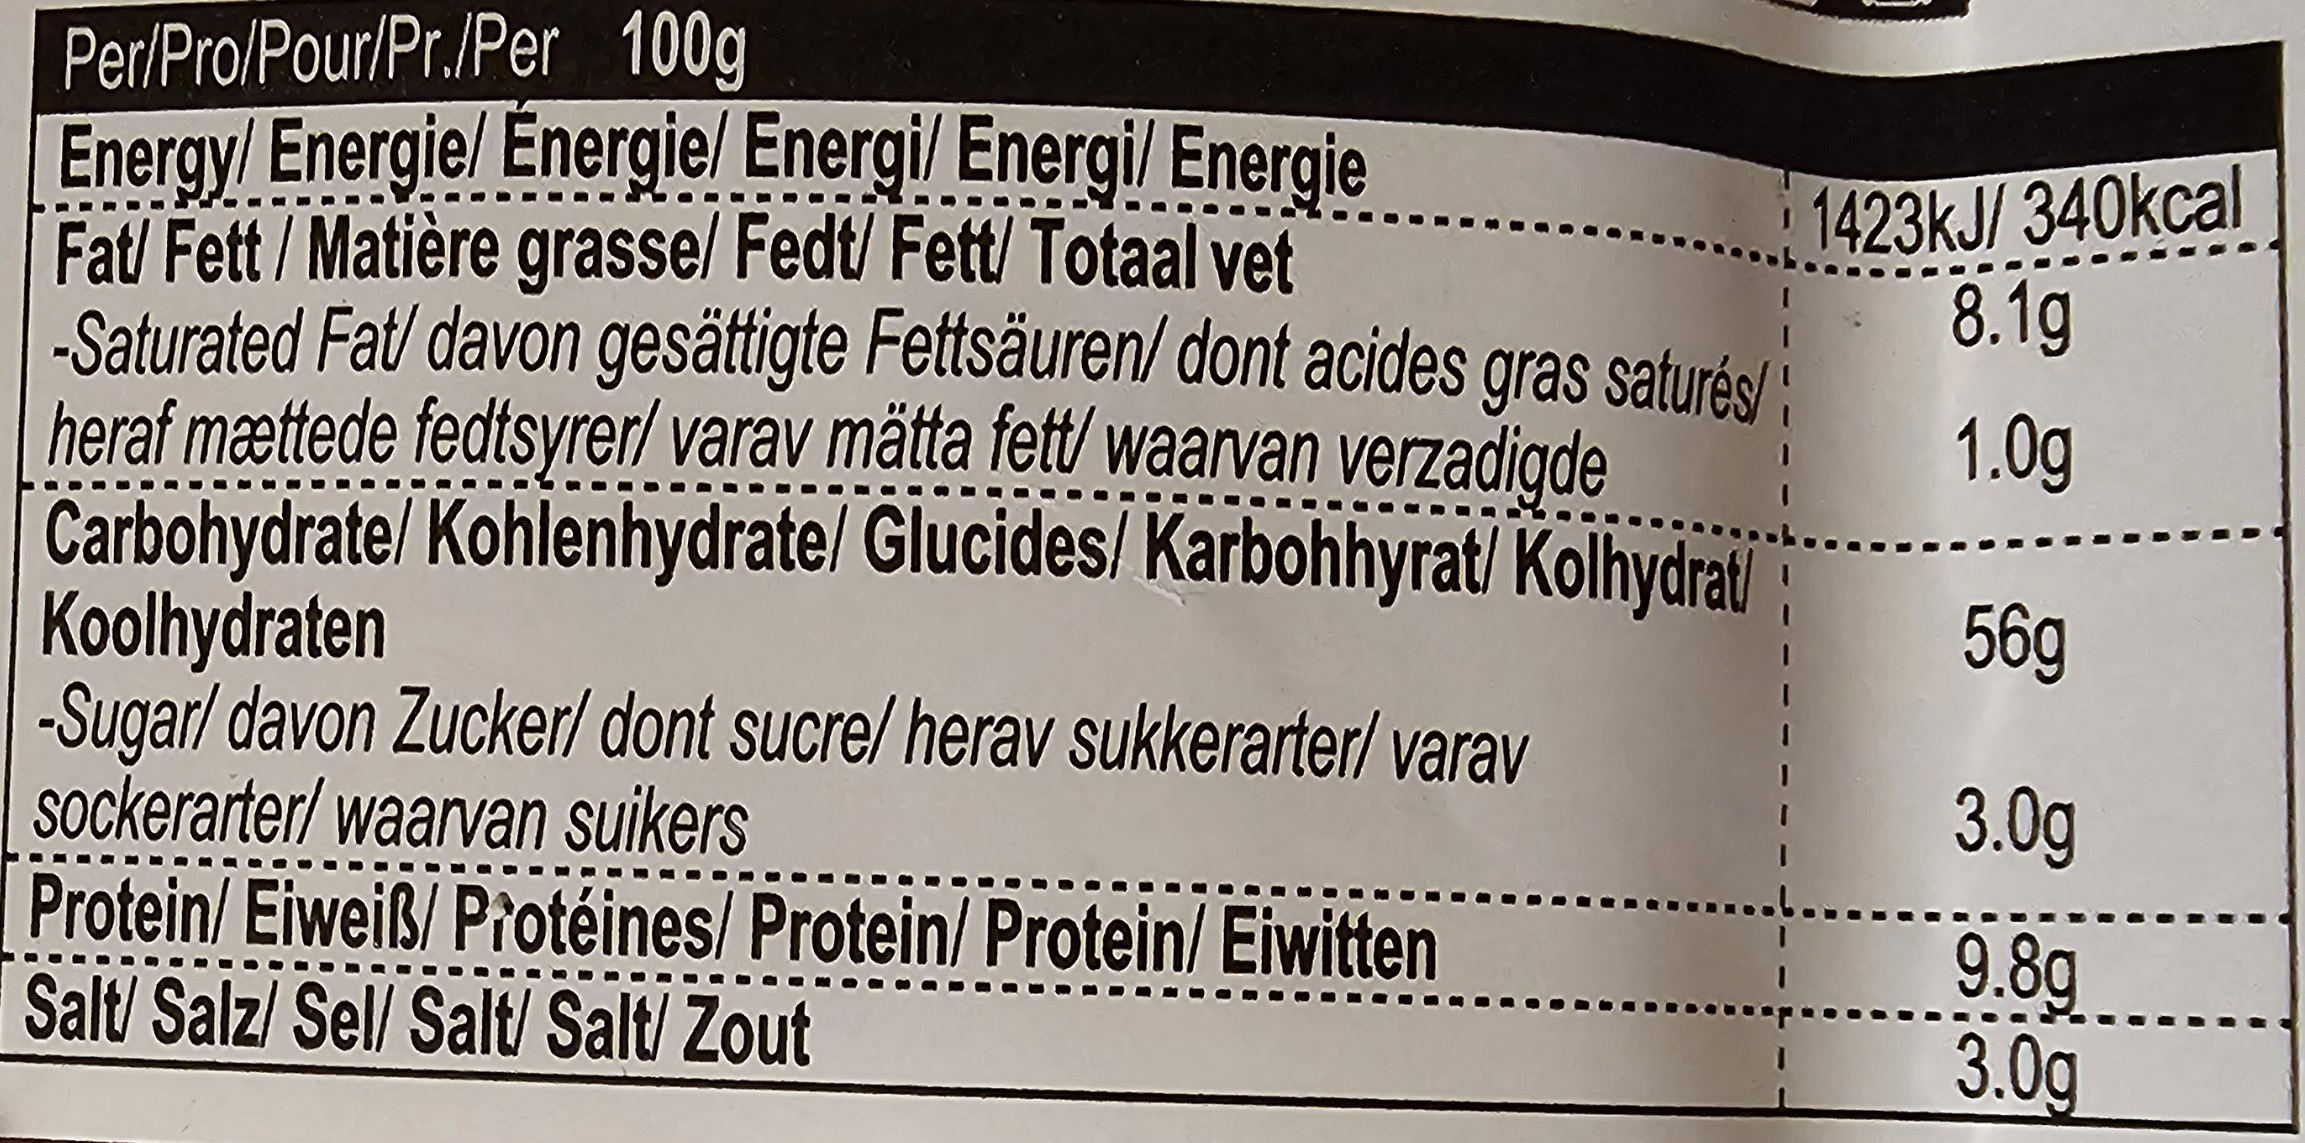 Per/Pro/Pour/Pr./Per 100g
Energy/ Energie/ Énergie/ Energi/ Energi/ Energie 1423kJ/ 340kcal
Fat/ Fett / Matière grasse/ Fedt/ Fett/ Totaal vet 8.1g
-Saturated Fat/ davon gesättigte Fettsäuren/ dont acides gras saturés/
heraf mættede fedtsyrer/ varav mätta fett/ waarvan verzadigde 1.0g
Carbohydrate/ Kohlenhydrate/ Glucides/ Karbohhyrat/ Kolhydrat/
Koolhydraten 56g
-Sugar/ davon Zucker/ dont sucre/ herav sukkerarter/ varav
sockerarter/ waarvan suikers 3.0g
Protein/ Eiweiß/ Protéines/ Protein/ Protein/ Eiwitten 9.8g
Salt/ Salz/ Sel/ Salt/ Salt/ Zout 3.0g